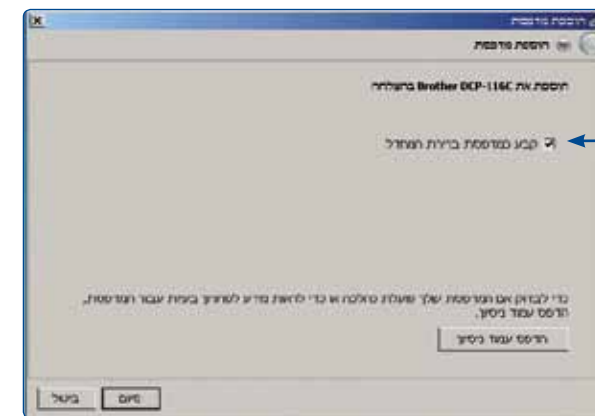 הוספת מדפסת
הוספת מדפסת
הוספת את Brother DCP-116C בהצלחה
קבע כמדפסת ברירת המחדל
כדי לבדוק אם המדפסת שלך פועלת כהלכה או כדי לראות מידע לפתרון בעיות עבור המדפסת,
הדפס עמוד ניסיון.
הדפס עמוד ניסיון
סיום
ביטול